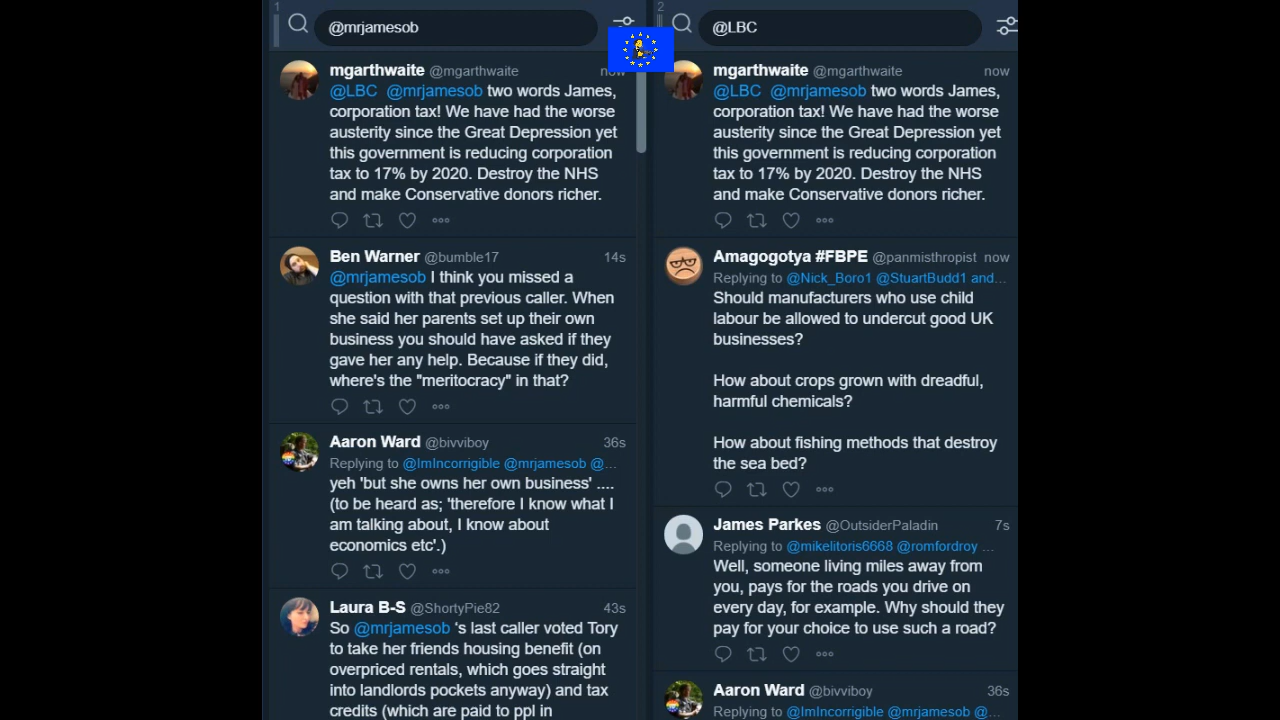 1
@mrjamesob
mgarthwaite @mgarthwaite now
@LBC @mrjamesob two words James,
corporation tax! We have had the worse
austerity since the Great Depression yet
this government is reducing corporation
tax to 17% by 2020. Destroy the NHS
and make Conservative donors richer.
Ben Warner @bumble17 14s
@mrjamesob I think you missed a
question with that previous caller. When
she said her parents set up their own
business you should have asked if they
gave her any help. Because if they did,
where's the "meritocracy" in that?
Aaron Ward @bivviboy 36s
Replying to @ImIncorrigible @mrjamesob @...
yeh 'but she owns her own business' ....
(to be heard as; 'therefore I know what I
am talking about, I know about
economics etc'.)
Laura B-S @ShortyPie82 43s
So @mrjamesob 's last caller voted Tory
to take her friends housing benefit (on
overpriced rentals, which goes straight
into landlords pockets anyway) and tax
credits (which are paid to ppl in
2
@LBC
mgarthwaite @mgarthwaite now
@LBC @mrjamesob two words James,
corporation tax! We have had the worse
austerity since the Great Depression yet
this government is reducing corporation
tax to 17% by 2020. Destroy the NHS
and make Conservative donors richer.
Amagogotya #FBPE @panmisthropist now
Replying to @Nick_Boro1 @StuartBudd1 and...
Should manufacturers who use child
labour be allowed to undercut good UK
businesses?
How about crops grown with dreadful,
harmful chemicals?
How about fishing methods that destroy
the sea bed?
James Parkes @OutsiderPaladin 7s
Replying to @mikelitoris6668 @romfordroy ...
Well, someone living miles away from
you, pays for the roads you drive on
every day, for example. Why should they
pay for your choice to use such a road?
Aaron Ward @bivviboy 36s
Replying to @ImIncorrigible @mrjamesob @...